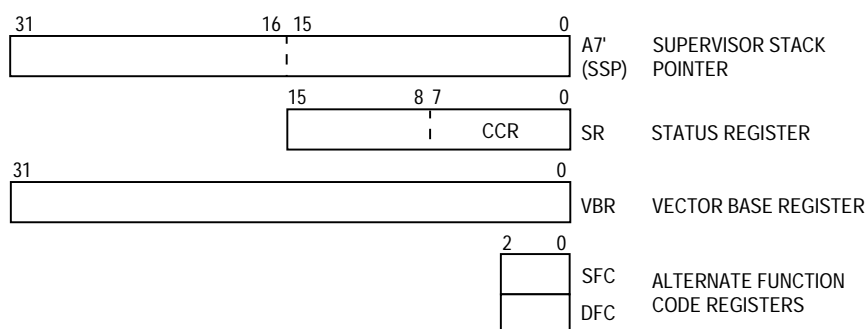 31 16 15 0
A7' SUPERVISOR STACK
(SSP) POINTER
15 8 7 0
CCR SR STATUS REGISTER
31 0
VBR VECTOR BASE REGISTER
2 0
SFC ALTERNATE FUNCTION
DFC CODE REGISTERS